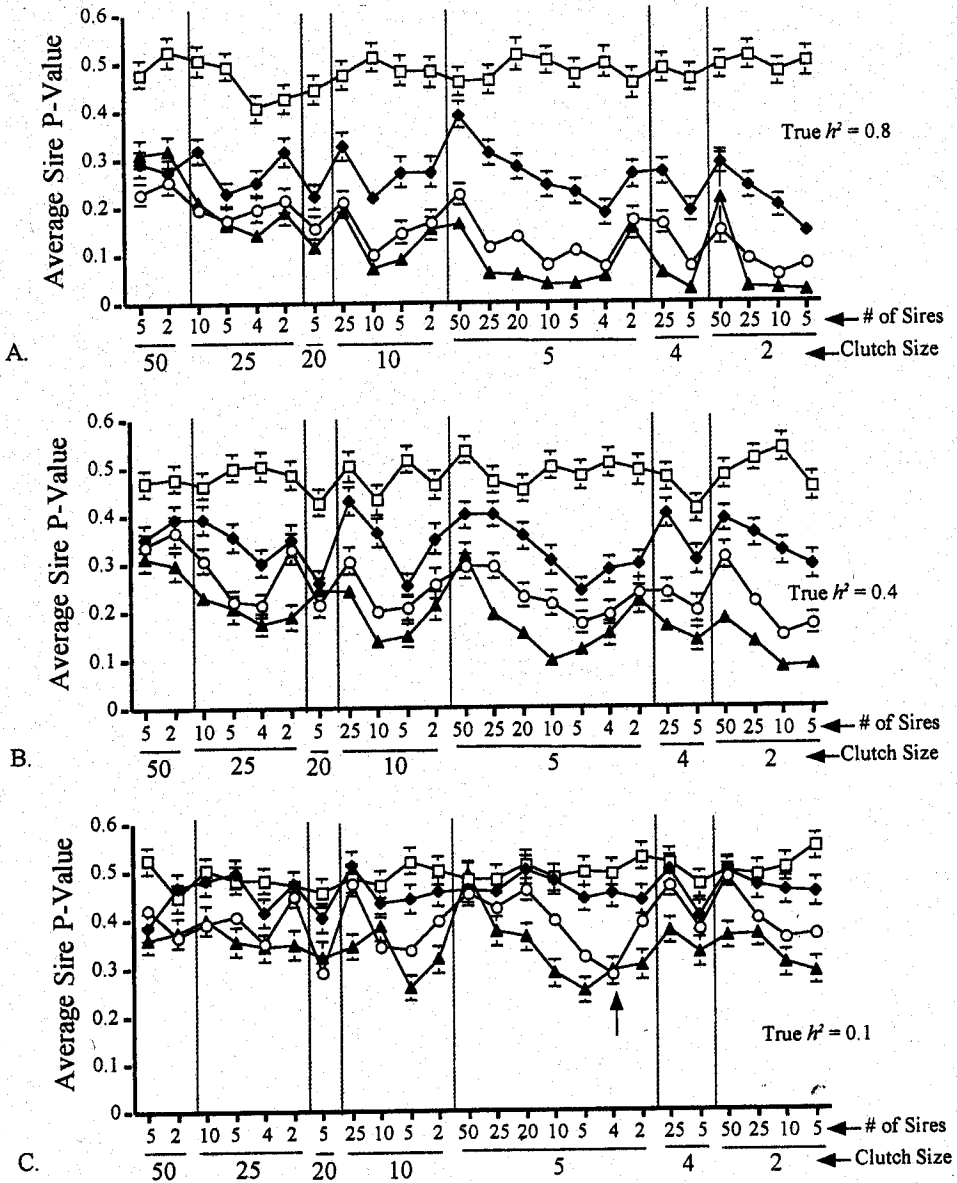 0.6
0.5
0.4
0.3
0.2
0.1
0
Average Sire P-Value
True h² = 0.8
5 2 10 5 4 2 5 25 10 5 2 50 25 20 10 5 4 2 25 5 50 25 10 5 # of Sires
50 25 20 10 5 4 2 Clutch Size
A.
0.6
0.5
0.4
0.3
0.2
0.1
0
Average Sire P-Value
True h² = 0.4
5 2 10 5 4 2 5 25 10 5 2 50 25 20 10 5 4 2 25 5 50 25 10 5 # of Sires
50 25 20 10 5 4 2 Clutch Size
B.
0.6
0.5
0.4
0.3
0.2
0.1
0
Average Sire P-Value
True h² = 0.1
5 2 10 5 4 2 5 25 10 5 2 50 25 20 10 5 4 2 25 5 50 25 10 5 # of Sires
50 25 20 10 5 4 2 Clutch Size
C.